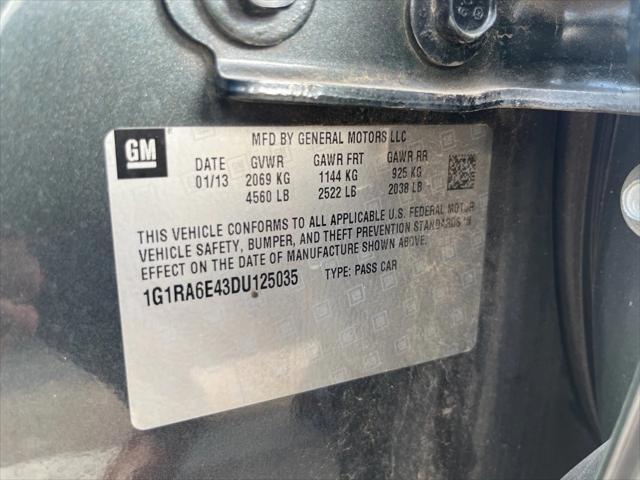 GM
MFD BY GENERAL MOTORS LLC
DATE GVWR GAWR FRT GAWR RR
01/13 2069 KG 1144 KG 925 KG
4560 LB 2522 LB 2038 LB
THIS VEHICLE CONFORMS TO ALL APPLICABLE U.S. FEDERAL MOTOR
VEHICLE SAFETY, BUMPER, AND THEFT PREVENTION STANDARDS IN
EFFECT ON THE DATE OF MANUFACTURE SHOWN ABOVE.
1G1RA6E43DU125035 TYPE: PASS CAR